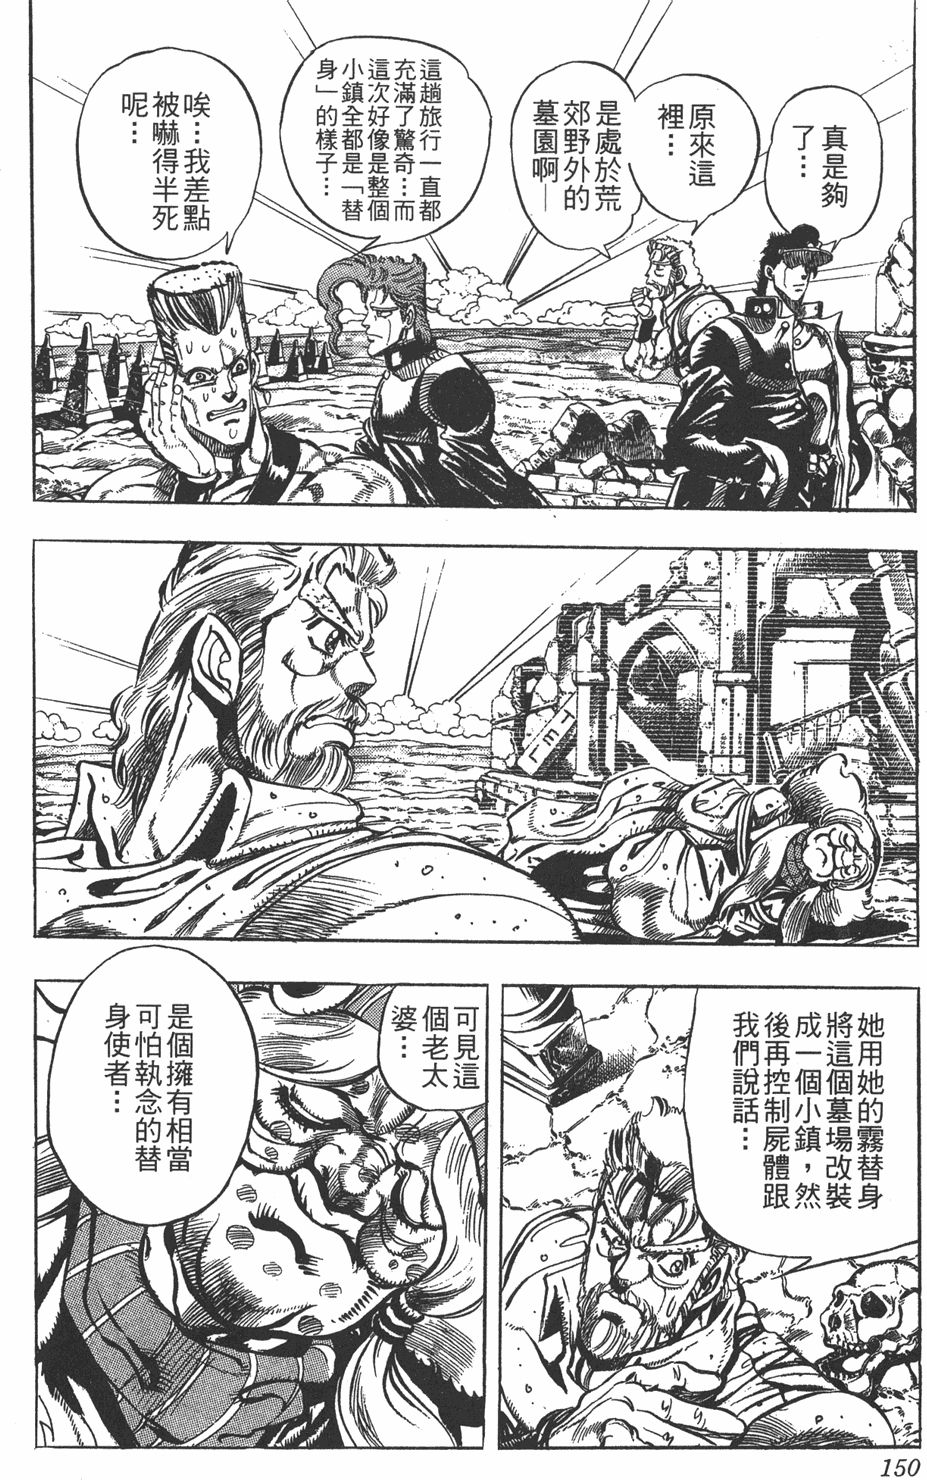 真是夠
了…
原來這
裡…
是處於荒
郊野外的
墓園啊—
這趟旅行一直都
充滿了驚奇…而
這次好像是整個
小鎮全都是「替
身」的樣子…
唉…我差點
被嚇得半死
呢…
TEL
她用她的霧替身
將這個墓場改裝
成一個小鎮，然
後再控制屍體跟
我們說話…
可見這
個老太
婆…
是個擁有相當
可怕執念的替
身使者…
150